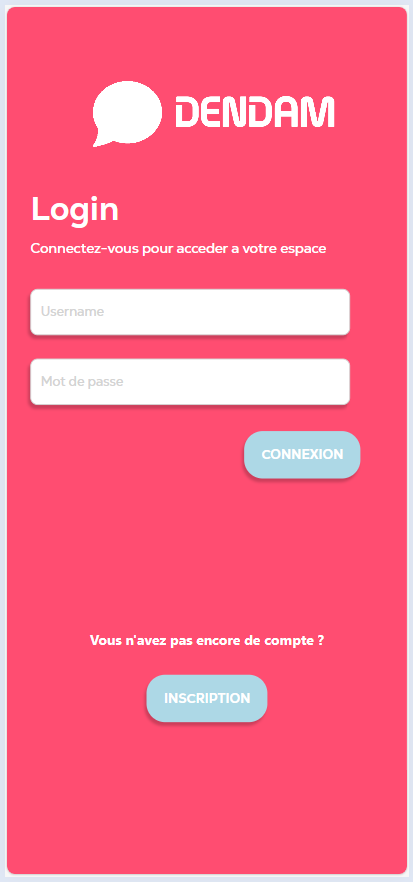 DENDAM
Login
Connectez-vous pour acceder a votre espace
Username
Mot de passe
CONNEXION
Vous n'avez pas encore de compte ?
INSCRIPTION